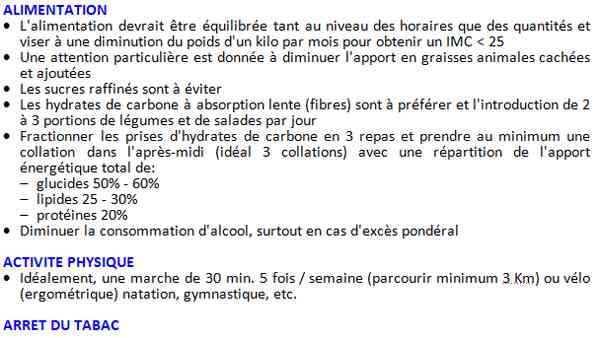 ALIMENTATION
• L'alimentation devrait être équilibrée tant au niveau des horaires que des quantités et
viser à une diminution du poids d'un kilo par mois pour obtenir un IMC < 25
• Une attention particulière est donnée à diminuer l'apport en graisses animales cachées
et ajoutées
• Les sucres raffinés sont à éviter
• Les hydrates de carbone à absorption lente (fibres) sont à préférer et l'introduction de 2
à 3 portions de légumes et de salades par jour
• Fractionner les prises d'hydrates de carbone en 3 repas et prendre au minimum une
collation dans l'après-midi (idéal 3 collations) avec une répartition de l'apport
énergétique total de:
– glucides 50% - 60%
– lipides 25 - 30%
– protéines 20%
• Diminuer la consommation d'alcool, surtout en cas d'excès pondéral
ACTIVITE PHYSIQUE
• Idéalement, une marche de 30 min. 5 fois / semaine (parcourir minimum 3 Km) ou vélo
(ergométrique) natation, gymnastique, etc.
ARRET DU TABAC